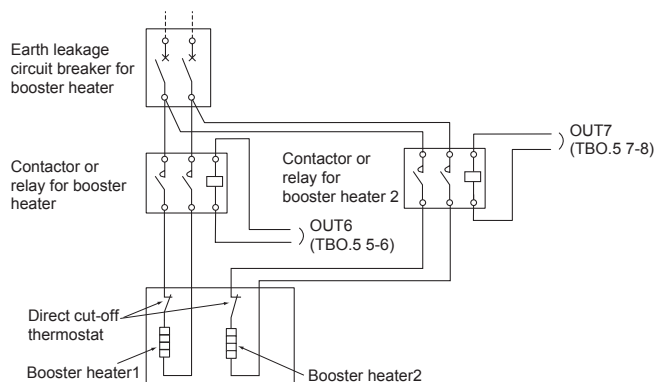 Earth leakage
circuit breaker for
booster heater
OUT7
(TBO.5 7-8)
Contactor or
relay for booster
heater
Contactor or
relay for
booster heater 2
OUT6
(TBO.5 5-6)
Direct cut-off
thermostat
Booster heater1
Booster heater2